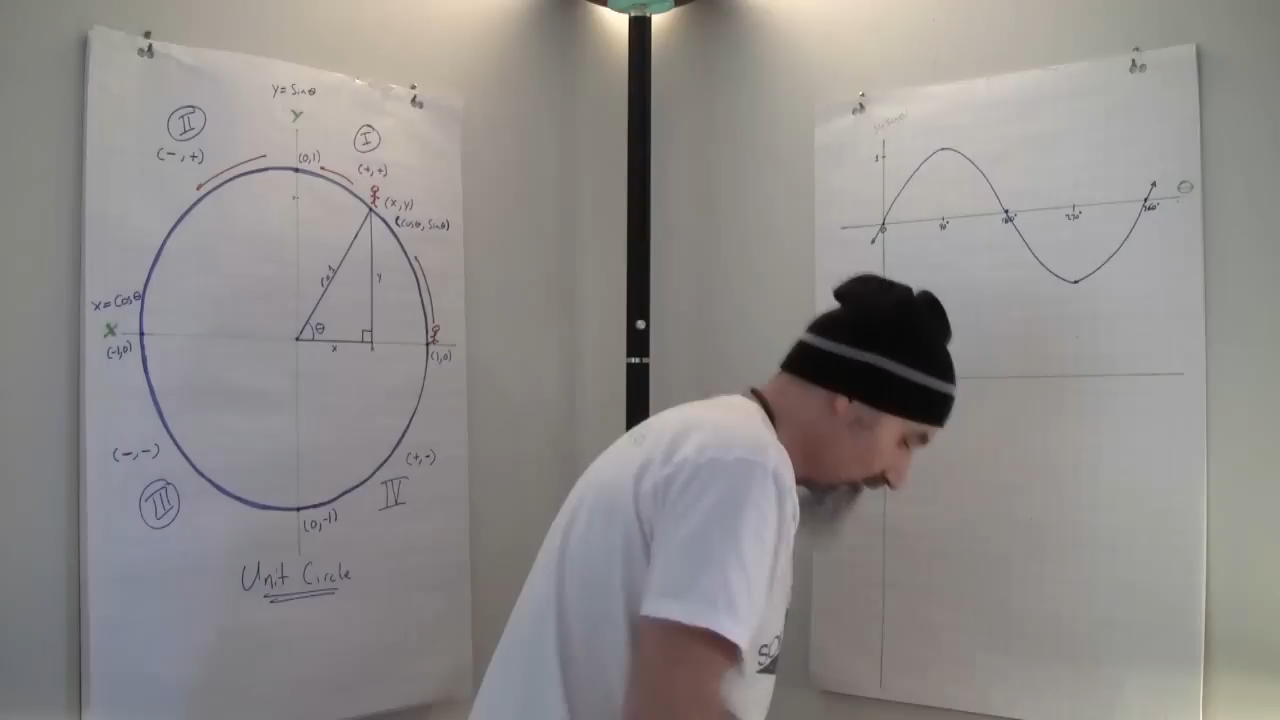 y = Sinθ
Y
II
I
(-,+)
(0,1)
(+,+)
(x,y)
(cosθ, Sinθ)
y
x = Cosθ
X
θ
x
(-1,0)
(1,0)
(-,-)
(+,-)
III
IV
(0,-1)
Unit Circle
1
θ
0
90°
180°
270°
360°
SO